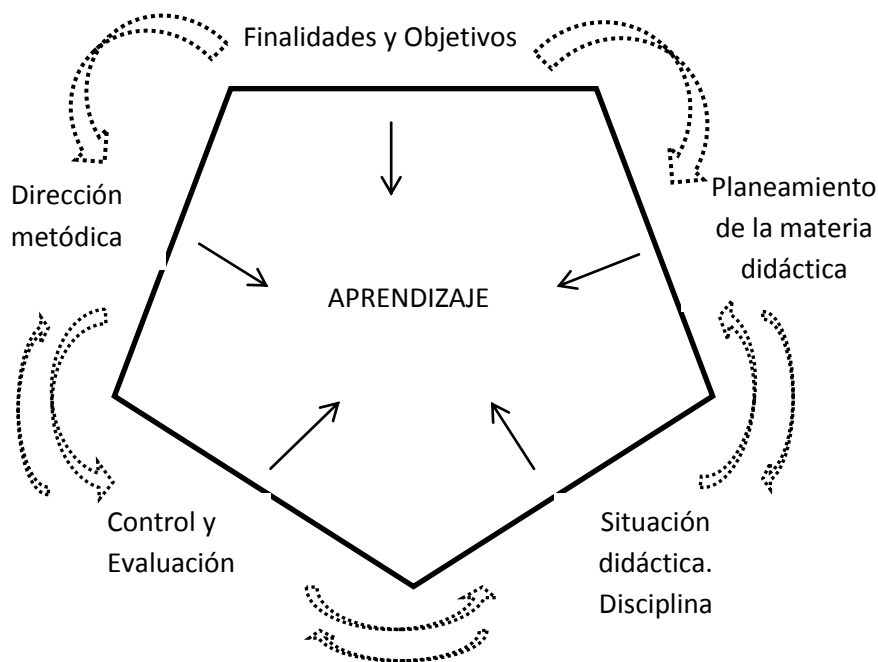 Finalidades y Objetivos
Dirección
metódica
Planeamiento
de la materia
didáctica
APRENDIZAJE
Control y
Evaluación
Situación
didáctica.
Disciplina